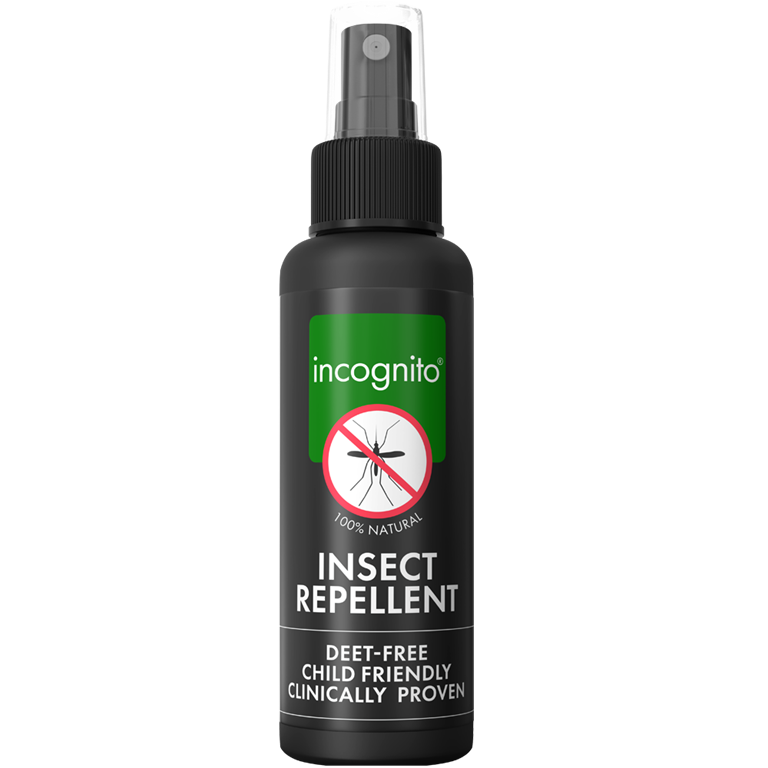 incognito®
100% NATURAL
INSECT
REPELLENT
DEET-FREE
CHILD FRIENDLY
CLINICALLY PROVEN